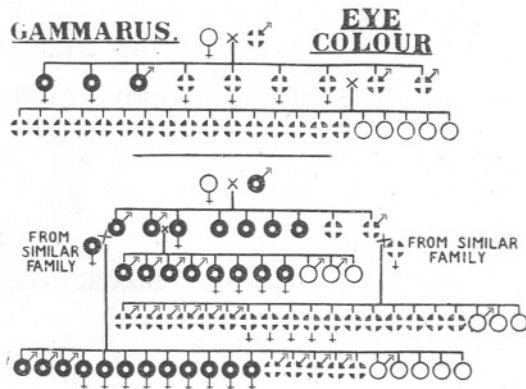 GAMMARUS.
EYE
COLOUR
FROM
SIMILAR
FAMILY
FROM SIMILAR
FAMILY